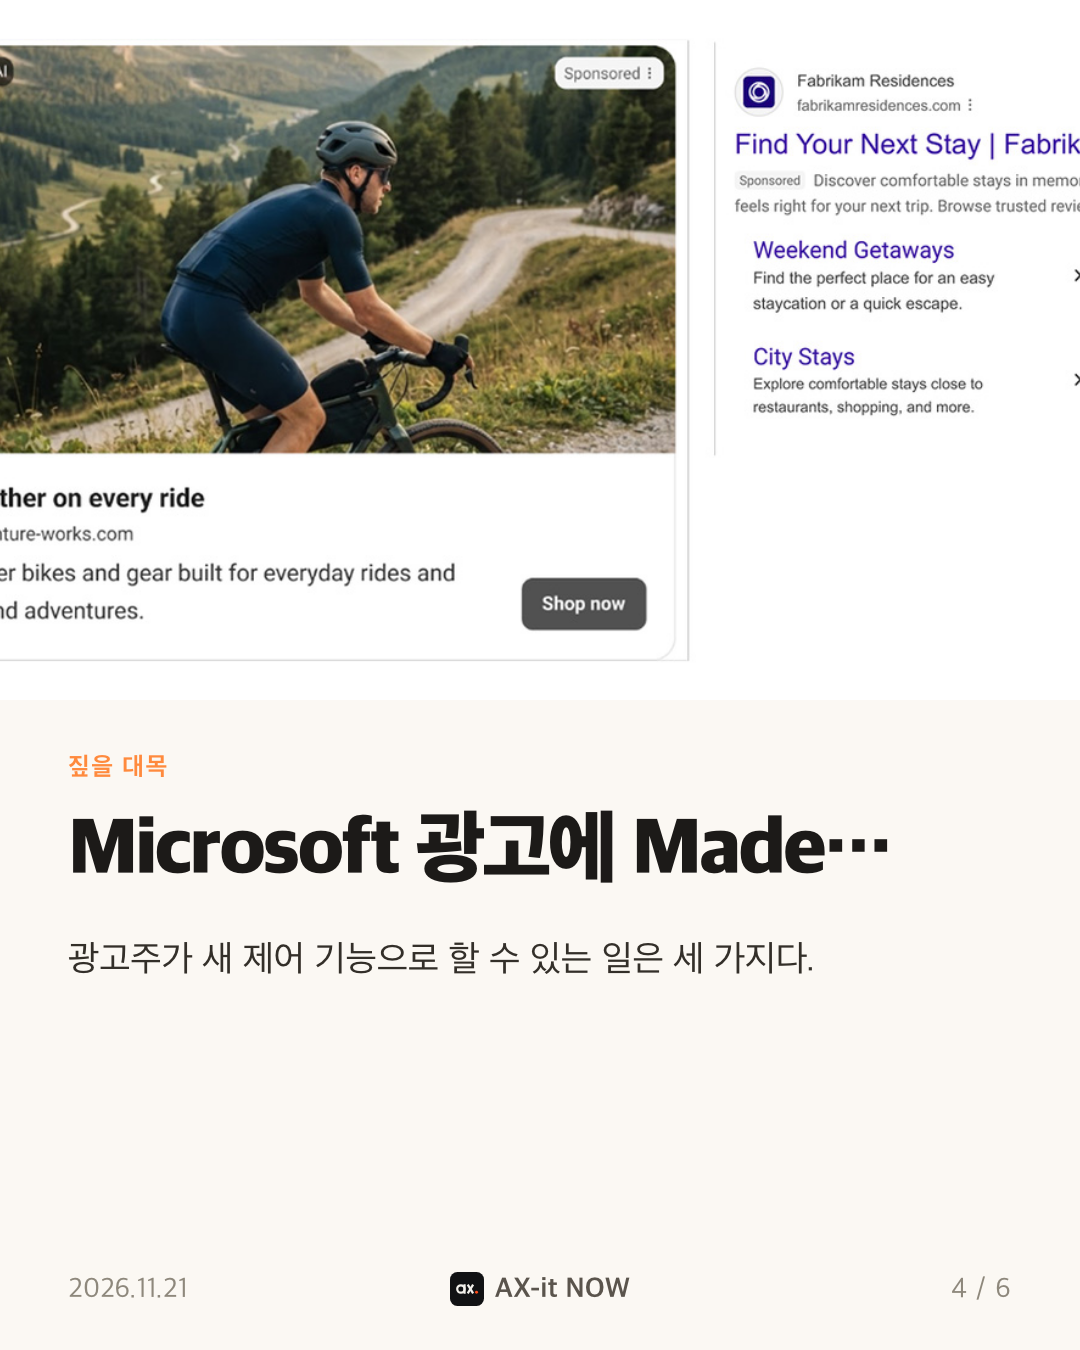 AI
Sponsored
ther on every ride
nture-works.com
er bikes and gear built for everyday rides and
nd adventures.
Shop now
Fabrikam Residences
fabrikamresidences.com
Find Your Next Stay | Fabrik
Sponsored Discover comfortable stays in memo
feels right for your next trip. Browse trusted revie
Weekend Getaways
Find the perfect place for an easy
staycation or a quick escape.
City Stays
Explore comfortable stays close to
restaurants, shopping, and more.
짚을 대목
Microsoft 광고에 Made…
광고주가 새 제어 기능으로 할 수 있는 일은 세 가지다.
2026.11.21
ax. AX-it NOW
4 / 6